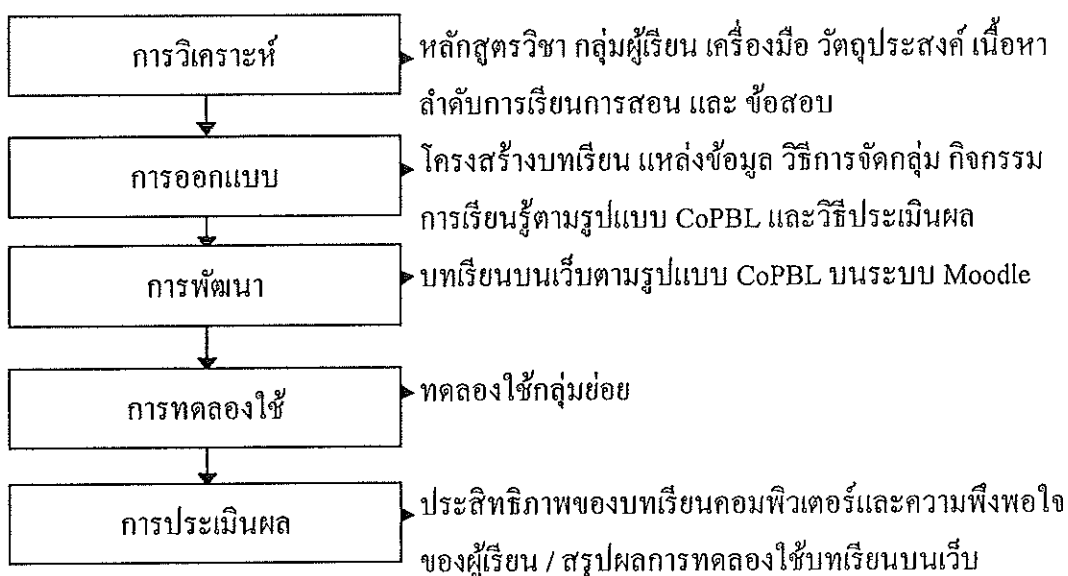 การวิเคราะห์
หลักสูตรวิชา กลุ่มผู้เรียน เครื่องมือ วัตถุประสงค์ เนื้อหา
ลำดับการเรียนการสอน และ ข้อสอบ
การออกแบบ
โครงสร้างบทเรียน แหล่งข้อมูล วิธีการจัดกลุ่ม กิจกรรม
การเรียนรู้ตามรูปแบบ CoPBL และวิธีประเมินผล
การพัฒนา
บทเรียนบนเว็บตามรูปแบบ CoPBL บนระบบ Moodle
การทดลองใช้
ทดลองใช้กลุ่มย่อย
การประเมินผล
ประสิทธิภาพของบทเรียนคอมพิวเตอร์และความพึงพอใจ
ของผู้เรียน / สรุปผลการทดลองใช้บทเรียนบนเว็บ